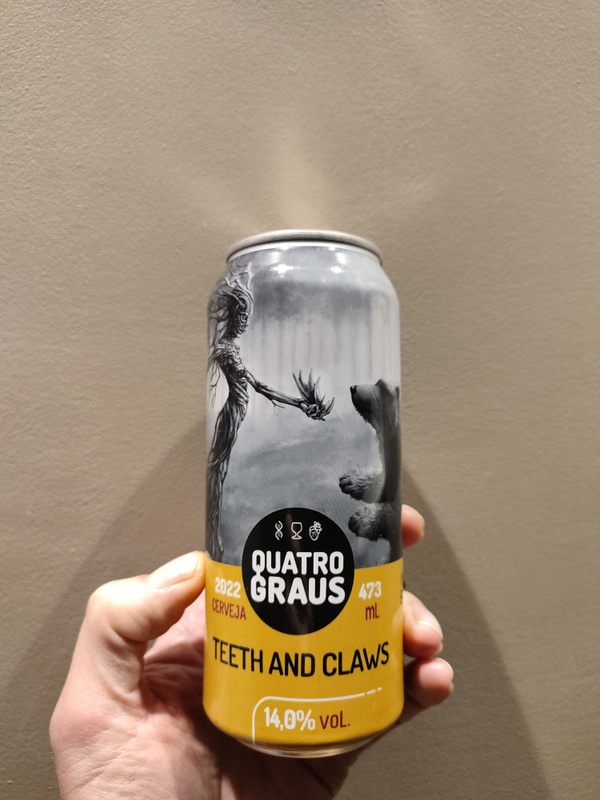 QUATRO
GRAUS
2022
CERVEJA
473
mL
TEETH AND CLAWS
14,0% VOL.